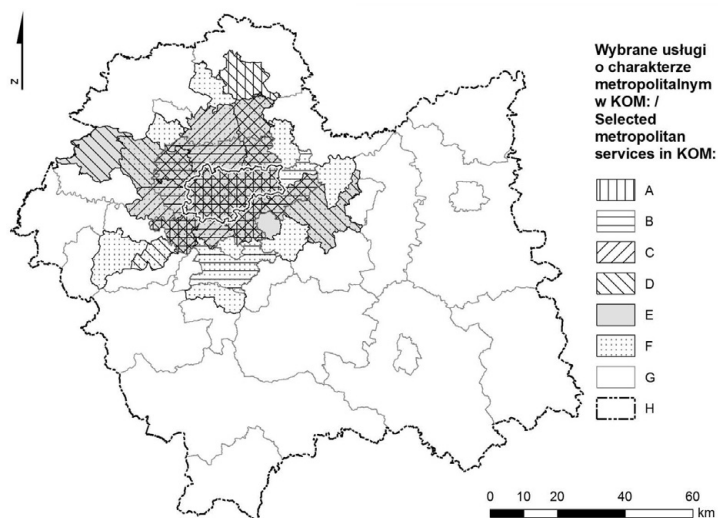 z
Wybrane usługi
o charakterze
metropolitalnym
w KOM: /
Selected
metropolitan
services in KOM:
A
B
C
D
E
F
G
H
0 10 20 40 60
km